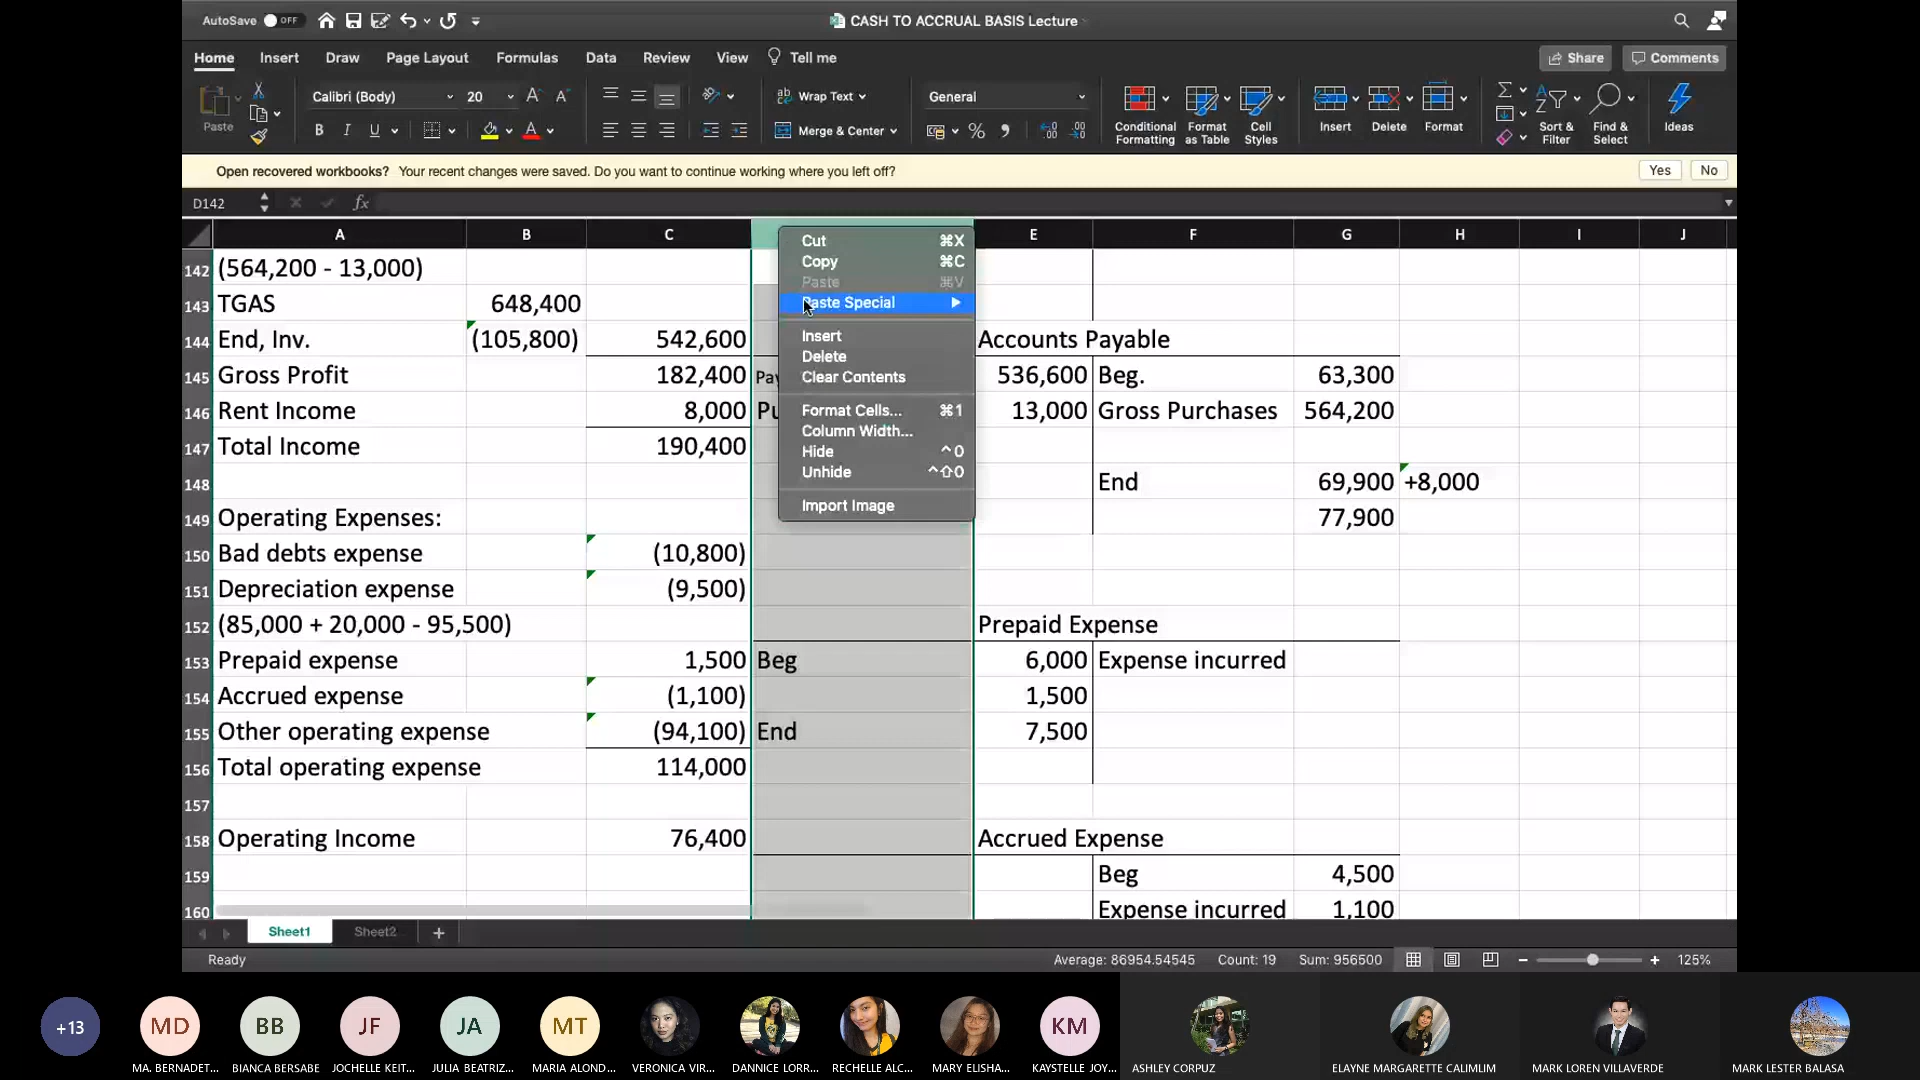 AutoSave OFF
CASH TO ACCRUAL BASIS Lecture
Home Insert Draw Page Layout Formulas Data Review View Tell me
Share Comments
Paste
Calibri (Body) 20
B I U
Wrap Text
Merge & Center
General
Conditional Formatting
Format as Table
Cell Styles
Insert
Delete
Format
Sort & Filter
Find & Select
Ideas
Open recovered workbooks? Your recent changes were saved. Do you want to continue working where you left off?
Yes No
D142 fx
A B C E F G H I J
142 (564,200 - 13,000)
143 TGAS 648,400
144 End, Inv. (105,800) 542,600 Accounts Payable
145 Gross Profit 182,400 536,600 Beg. 63,300
146 Rent Income 8,000 13,000 Gross Purchases 564,200
147 Total Income 190,400
148 End 69,900 +8,000
149 Operating Expenses: 77,900
150 Bad debts expense (10,800)
151 Depreciation expense (9,500)
152 (85,000 + 20,000 - 95,500) Prepaid Expense
153 Prepaid expense 1,500 Beg 6,000 Expense incurred
154 Accrued expense (1,100) 1,500
155 Other operating expense (94,100) End 7,500
156 Total operating expense 114,000
157
158 Operating Income 76,400 Accrued Expense
159 Beg 4,500
160 Expense incurred 1,100
Cut ⌘X
Copy ⌘C
Paste ⌘V
Paste Special
Insert
Delete
Clear Contents
Format Cells... ⌘1
Column Width...
Hide ^0
Unhide ^⇧0
Import Image
Sheet1 Sheet2 +
Ready
Average: 86954.54545 Count: 19 Sum: 956500
125%
+13 MD BB JF JA MT KM
MA. BERNADET... BIANCA BERSABE JOCHELLE KEIT... JULIA BEATRIZ... MARIA ALOND... VERONICA VIR... DANNICE LORR... RECHELLE ALC... MARY ELISHA... KAYSTELLE JOY... ASHLEY CORPUZ ELAYNE MARGARETTE CALIMLIM MARK LOREN VILLAVERDE MARK LESTER BALASA